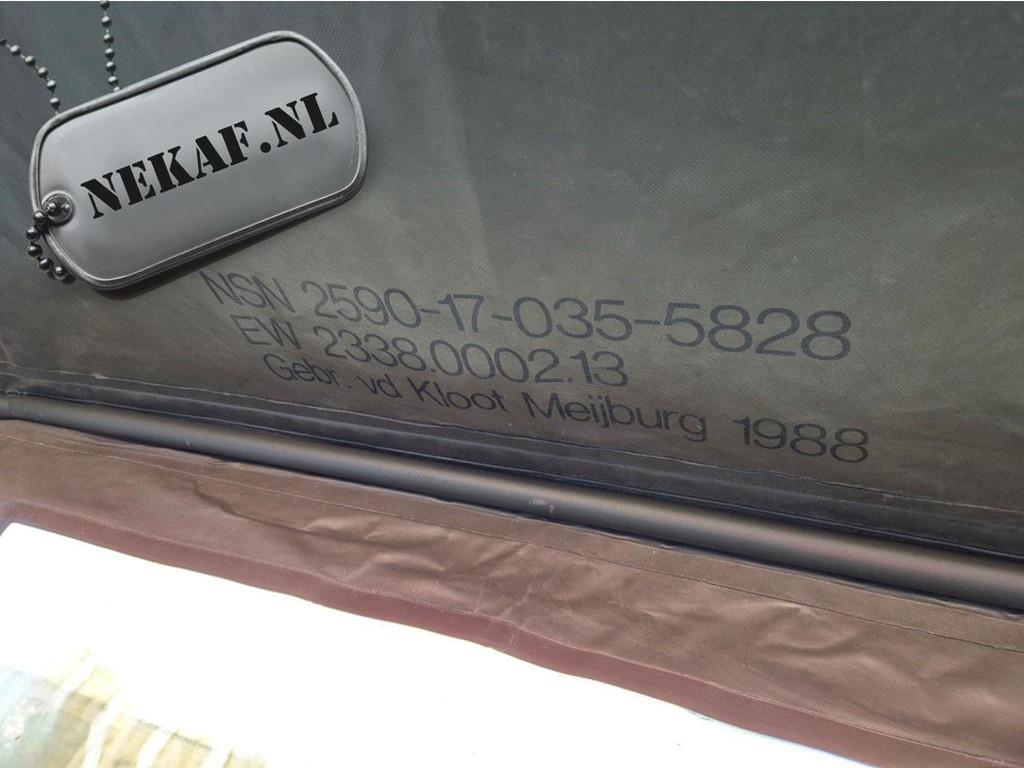 NEKAF.NL
NSN 2590-17-035-5828
EW 2338.0002.13
Gebr. vd Kloot Meijburg 1988